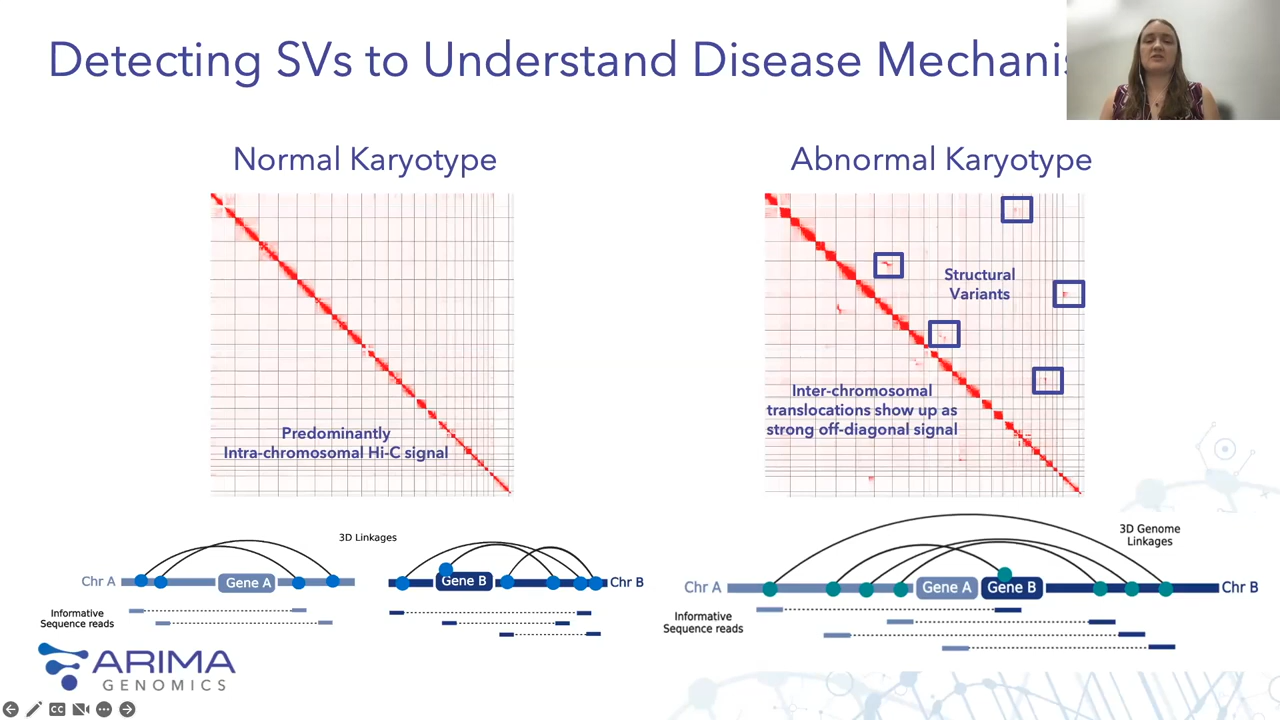 Detecting SVs to Understand Disease Mechanis
Normal Karyotype
Predominantly
Intra-chromosomal Hi-C signal
Abnormal Karyotype
Structural
Variants
Inter-chromosomal
translocations show up as
strong off-diagonal signal
3D Linkages
Chr A
Gene A
Gene B
Chr B
Informative
Sequence reads
3D Genome
Linkages
Chr A
Gene A
Gene B
Chr B
Informative
Sequence reads
ARIMA
GENOMICS
CC